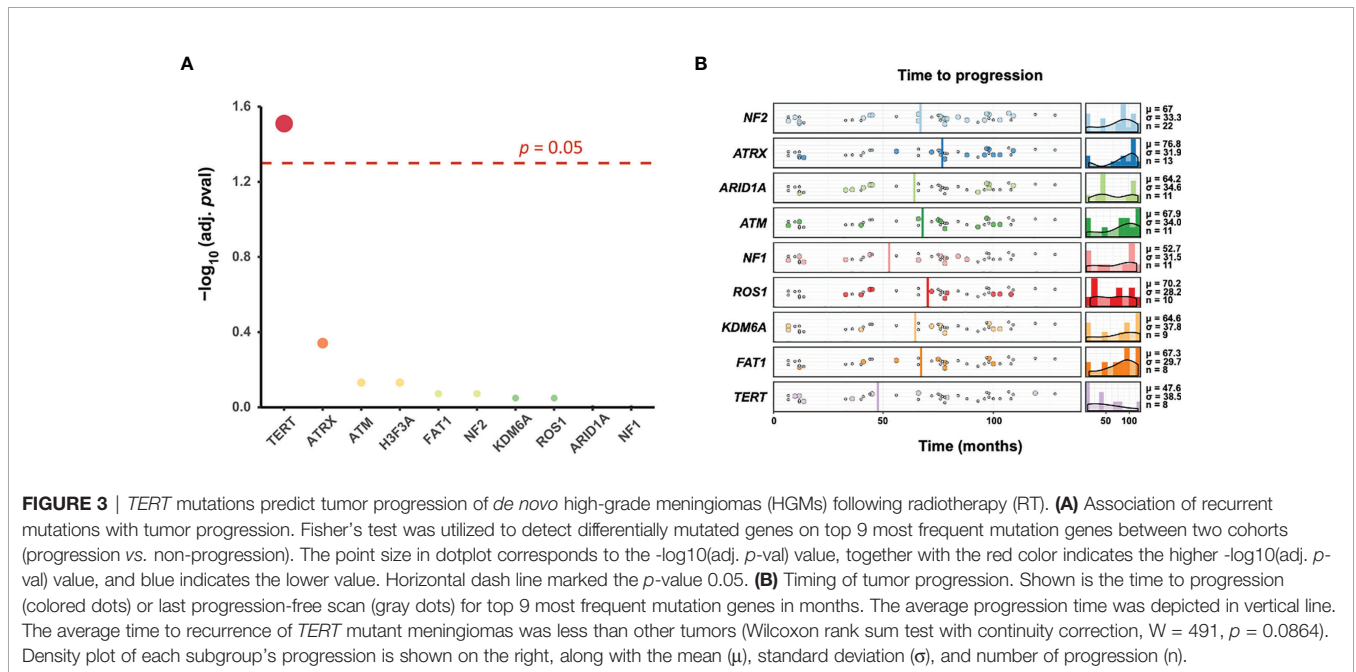 A
1.6
1.2
0.8
0.4
0.0
−log10 (adj. pval)
p = 0.05
TERT
ATRX
ATM
H3F3A
FAT1
NF2
KDM6A
ROS1
ARID1A
NF1
B
Time to progression
NF2
μ = 67
σ = 33.3
n = 22
ATRX
μ = 76.8
σ = 31.9
n = 13
ARID1A
μ = 64.2
σ = 34.6
n = 11
ATM
μ = 67.9
σ = 34.0
n = 11
NF1
μ = 52.7
σ = 31.5
n = 11
ROS1
μ = 70.2
σ = 28.2
n = 10
KDM6A
μ = 64.6
σ = 37.8
n = 9
FAT1
μ = 67.3
σ = 29.7
n = 8
TERT
μ = 47.6
σ = 38.5
n = 8
0 50 100
50 100
Time (months)
FIGURE 3 | TERT mutations predict tumor progression of de novo high-grade meningiomas (HGMs) following radiotherapy (RT). (A) Association of recurrent
mutations with tumor progression. Fisher's test was utilized to detect differentially mutated genes on top 9 most frequent mutation genes between two cohorts
(progression vs. non-progression). The point size in dotplot corresponds to the -log10(adj. p-val) value, together with the red color indicates the higher -log10(adj. p-
val) value, and blue indicates the lower value. Horizontal dash line marked the p-value 0.05. (B) Timing of tumor progression. Shown is the time to progression
(colored dots) or last progression-free scan (gray dots) for top 9 most frequent mutation genes in months. The average progression time was depicted in vertical line.
The average time to recurrence of TERT mutant meningiomas was less than other tumors (Wilcoxon rank sum test with continuity correction, W = 491, p = 0.0864).
Density plot of each subgroup's progression is shown on the right, along with the mean (μ), standard deviation (σ), and number of progression (n).